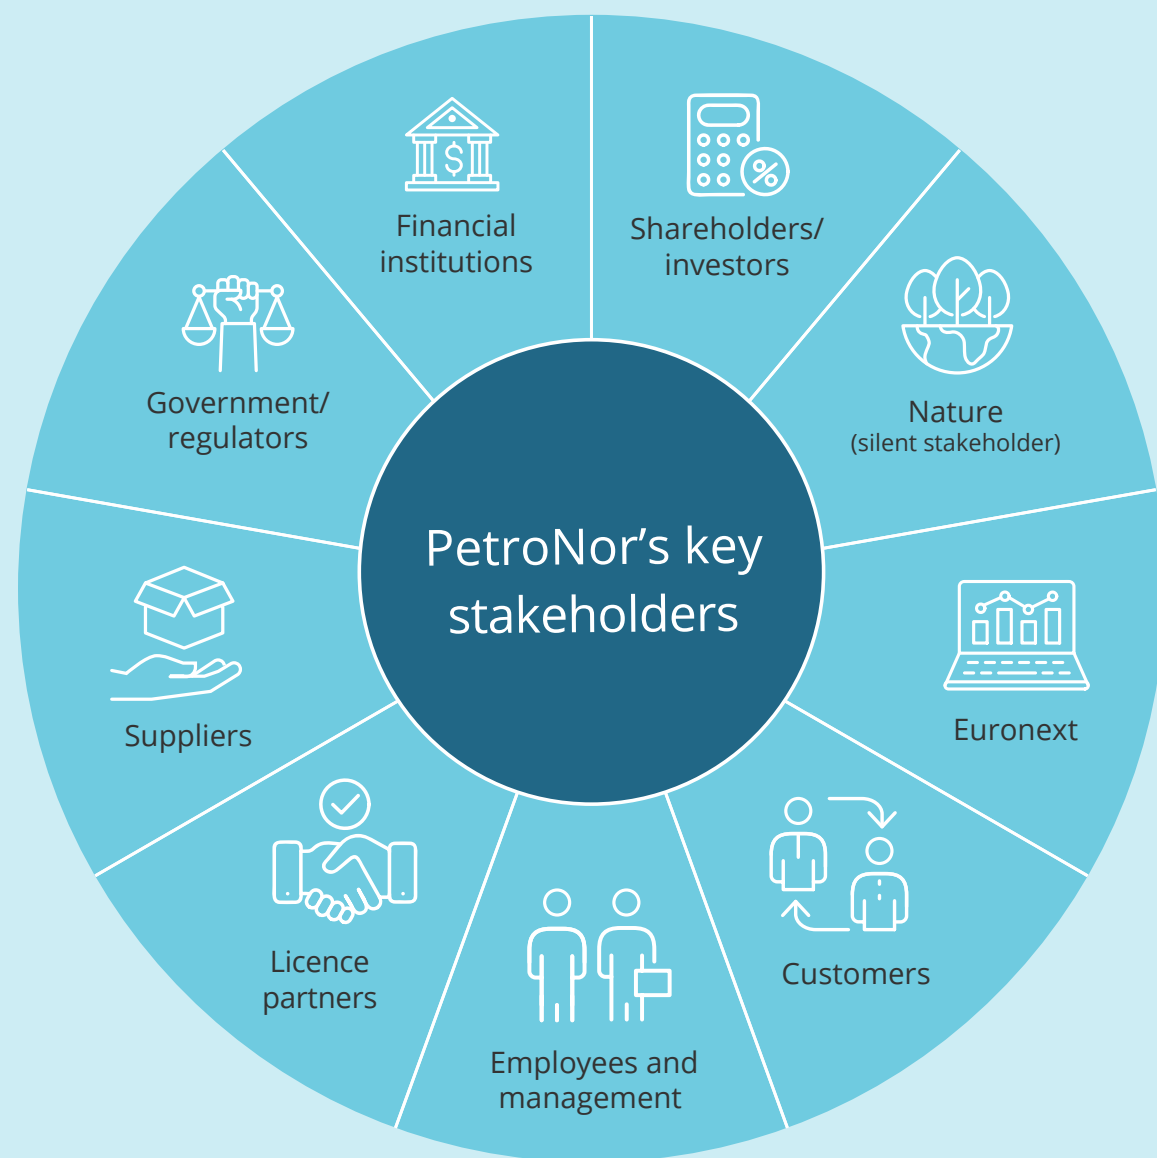 Financial
institutions
Shareholders/
investors
Nature
(silent stakeholder)
Government/
regulators
PetroNor’s key
stakeholders
Suppliers
Euronext
Licence
partners
Customers
Employees and
management
$
%